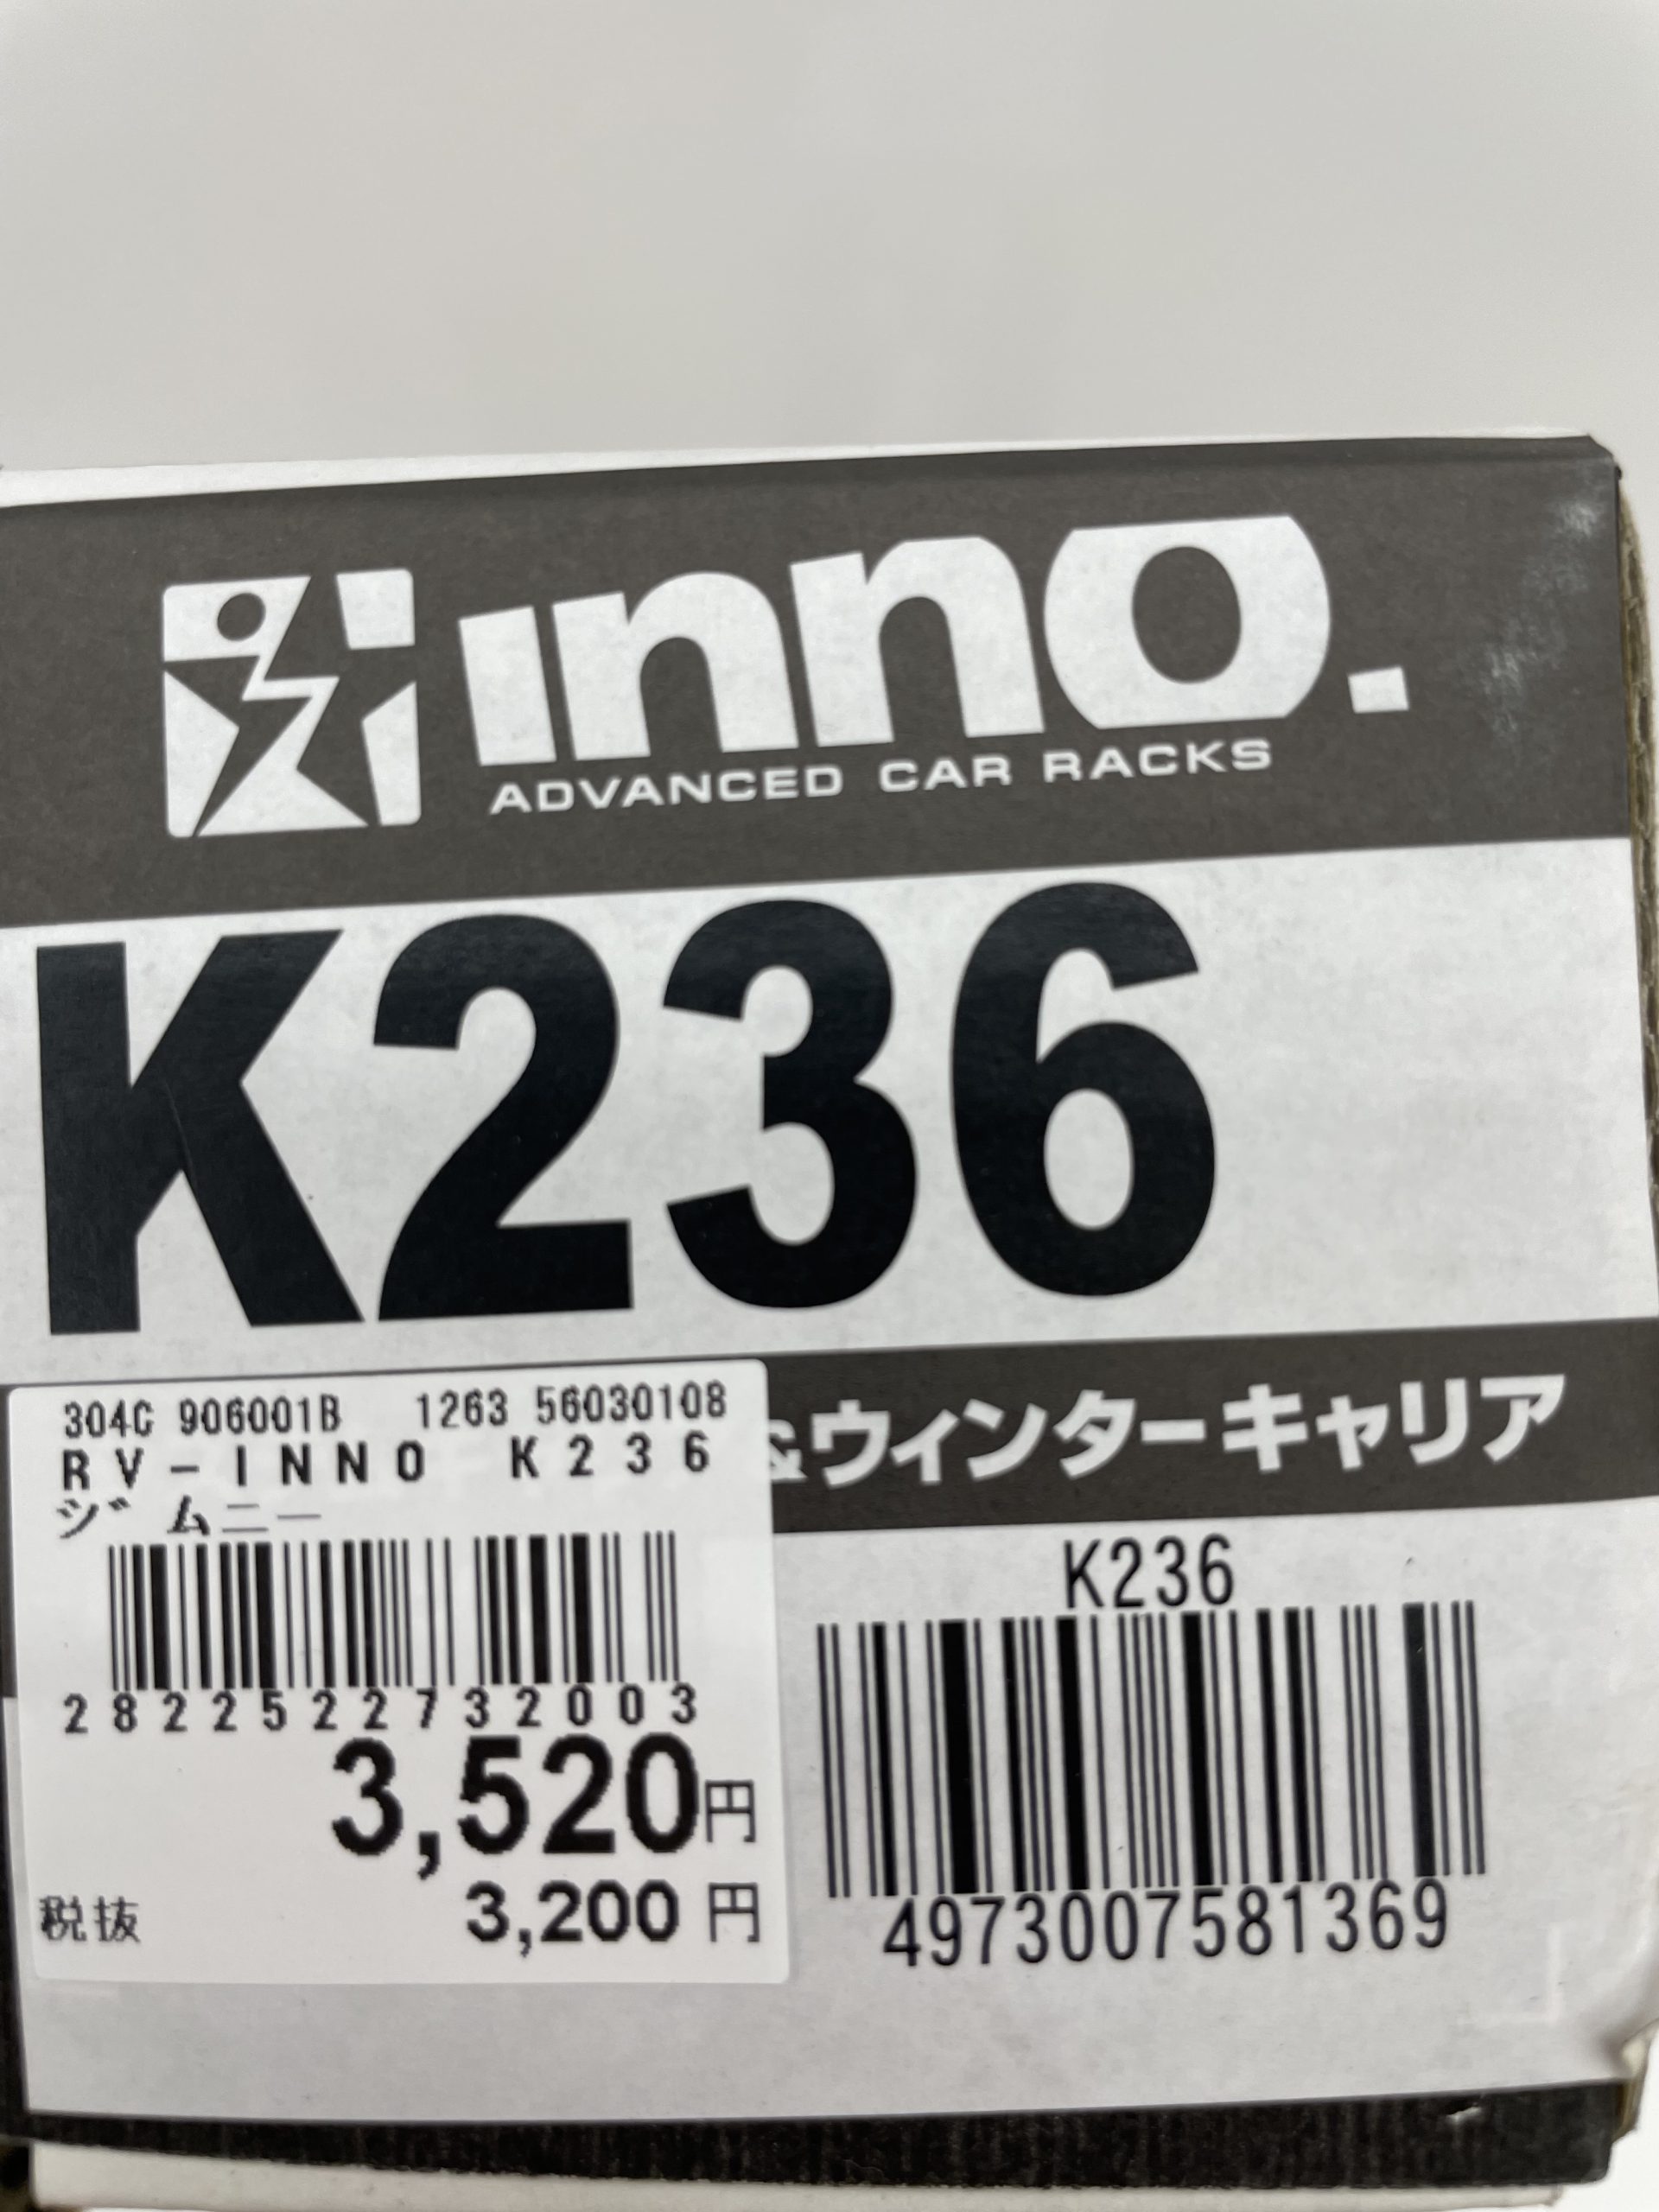 inno.
ADVANCED CAR RACKS
K236
&ウィンターキャリア
304C 906001B 1263 56030108
RV-INNO K236
ジムニー
2822522732003
3,520円
税抜 3,200円
K236
4973007581369